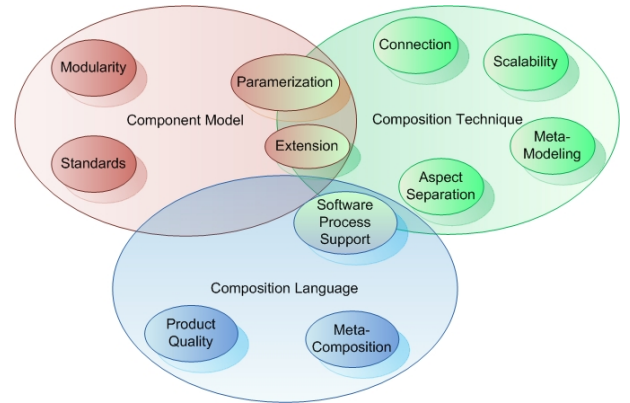 Modularity
Paramerization
Connection
Scalability
Component Model
Composition Technique
Extension
Standards
Meta-
Modeling
Aspect
Separation
Software
Process
Support
Composition Language
Product
Quality
Meta-
Composition